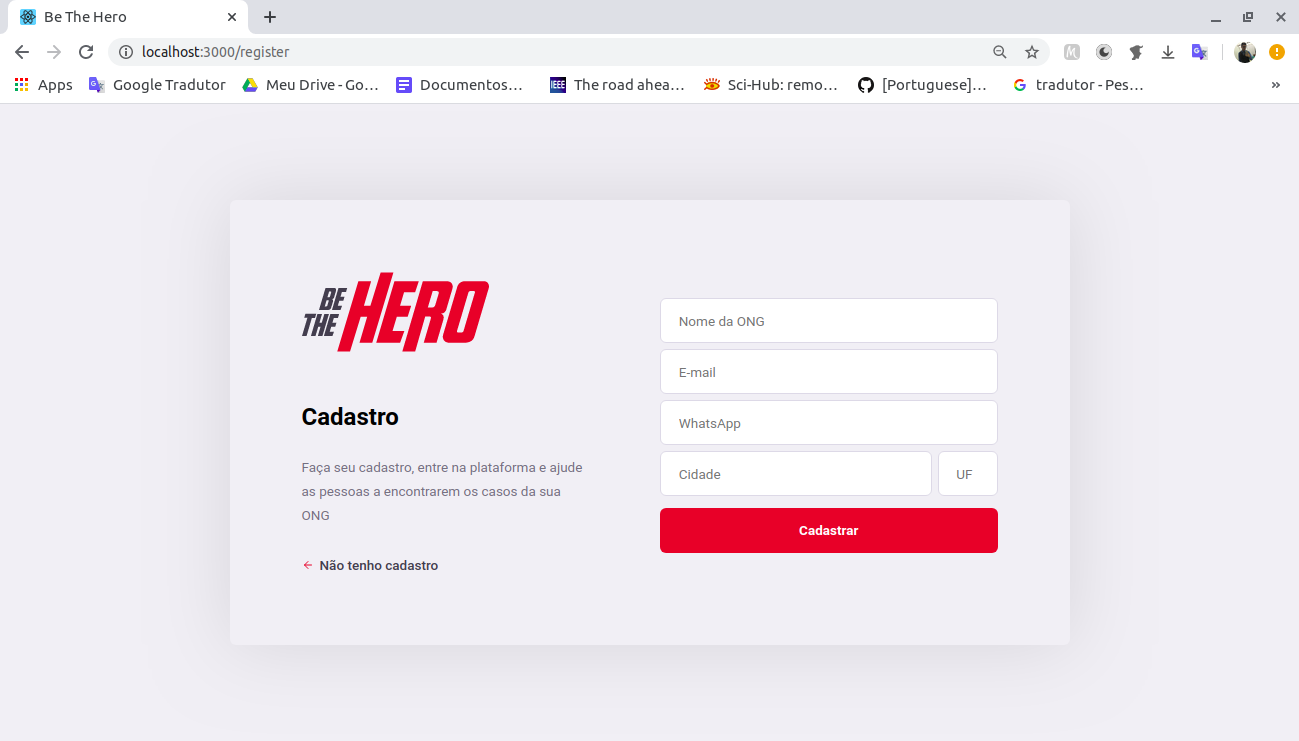 Be The Hero
localhost:3000/register
Apps
Google Tradutor
Meu Drive - Go...
Documentos...
IEEE
The road ahea...
Sci-Hub: remo...
[Portuguese]...
tradutor - Pes...
»
BE
THE
HERO
Cadastro
Faça seu cadastro, entre na plataforma e ajude
as pessoas a encontrarem os casos da sua
ONG
← Não tenho cadastro
Nome da ONG
E-mail
WhatsApp
Cidade
UF
Cadastrar